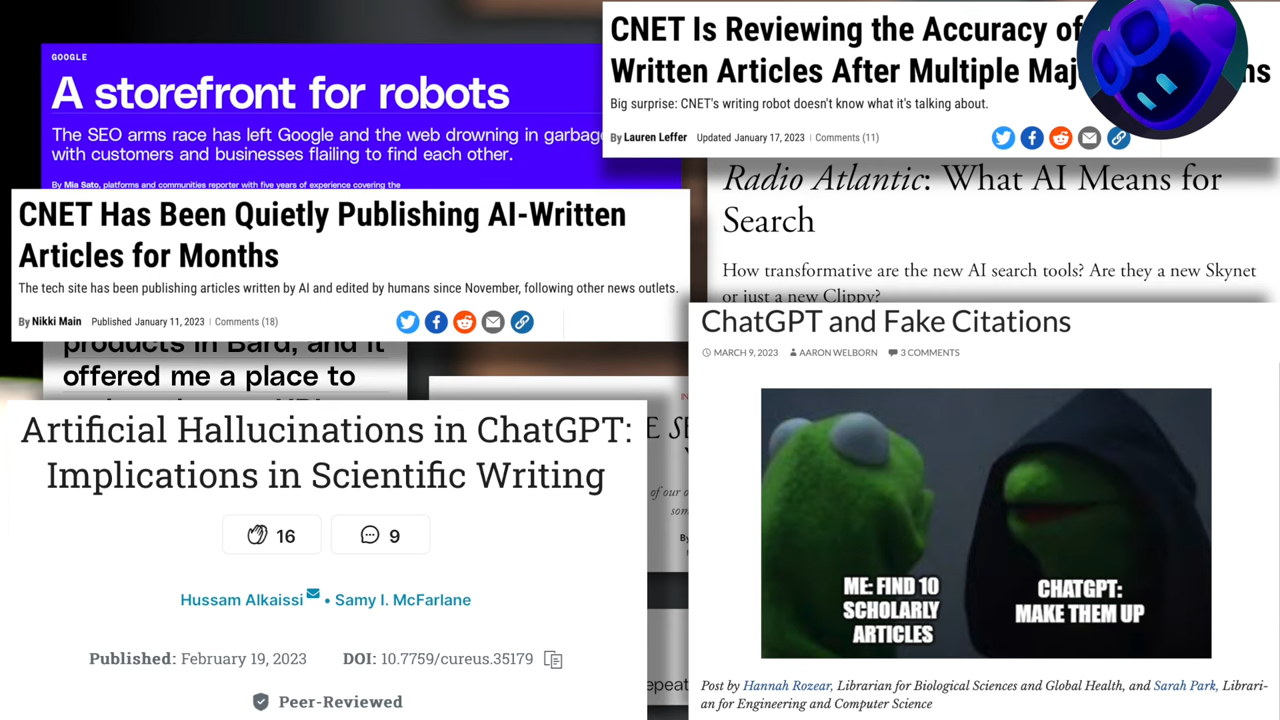 GOOGLE
A storefront for robots
The SEO arms race has left Google and the web drowning in garbage
with customers and businesses flailing to find each other.
By Mia Sato, platforms and communities reporter with five years of experience covering the
CNET Is Reviewing the Accuracy of
Written Articles After Multiple
Big surprise: CNET's writing robot doesn't know what it's talking about.
By Lauren Leffer Updated January 17, 2023 | Comments (11)
CNET Has Been Quietly Publishing AI-Written
Articles for Months
The tech site has been publishing articles written by AI and edited by humans since November, following other news outlets.
By Nikki Main Published January 11, 2023 | Comments (18)
Radio Atlantic: What AI Means for
Search
How transformative are the new AI search tools? Are they a new Skynet
or just a new Clippy?
products in Bard, and it
offered me a place to
of our
By
Artificial Hallucinations in ChatGPT:
Implications in Scientific Writing
16
9
Hussam Alkaissi • Samy I. McFarlane
Published: February 19, 2023 DOI: 10.7759/cureus.35179
Peer-Reviewed
ChatGPT and Fake Citations
MARCH 9, 2023 AARON WELBORN 3 COMMENTS
ME: FIND 10
SCHOLARLY
ARTICLES
CHATGPT:
MAKE THEM UP
Post by Hannah Rozear, Librarian for Biological Sciences and Global Health, and Sarah Park, Librari-
an for Engineering and Computer Science